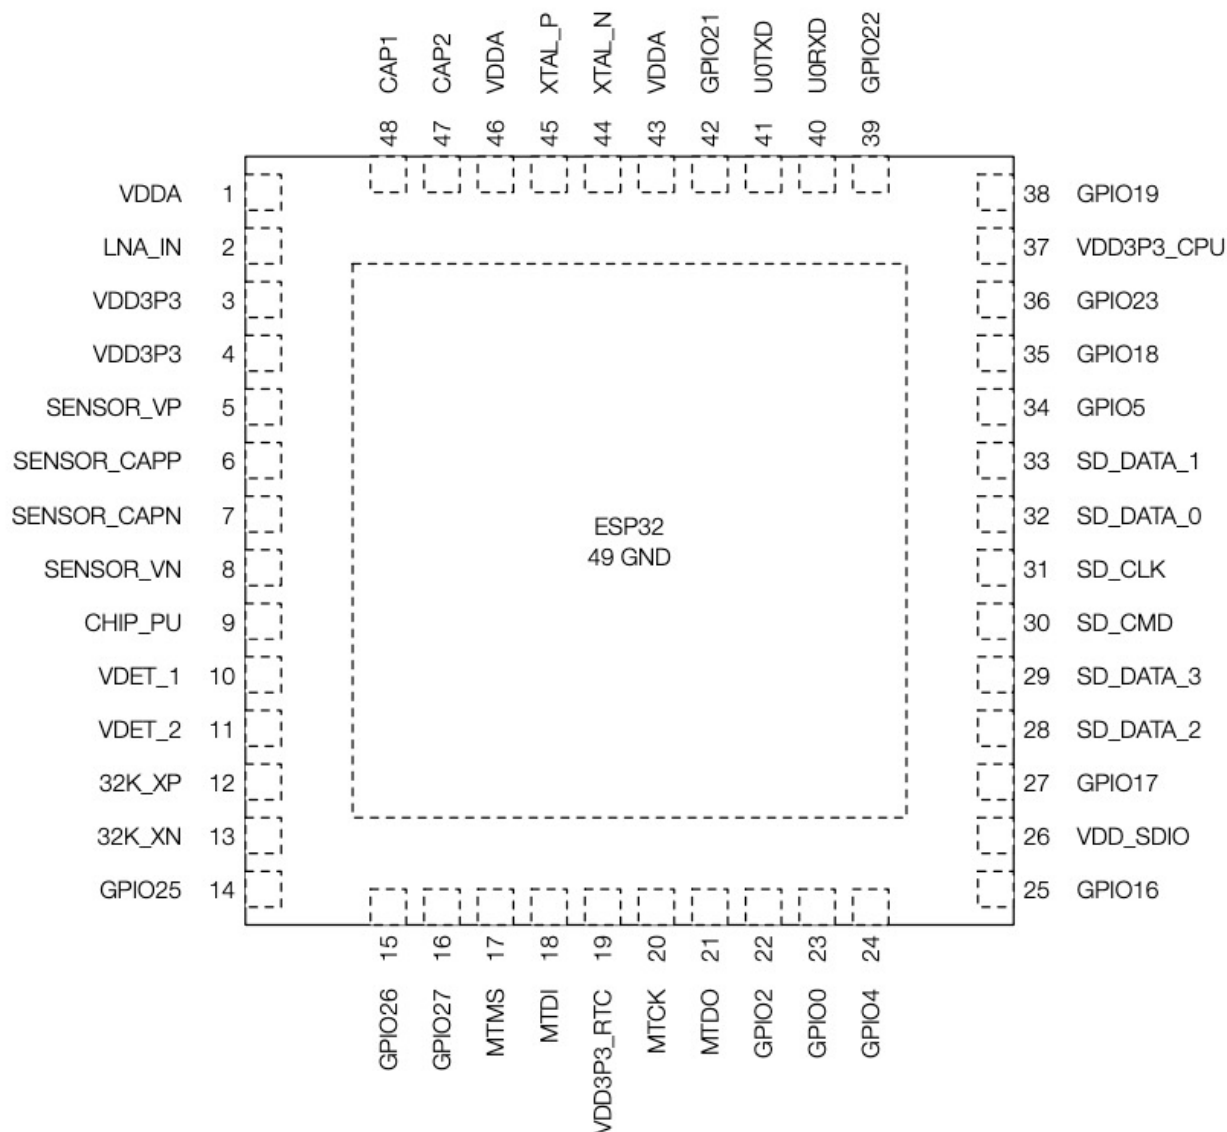 CAP1 CAP2 VDDA XTAL_P XTAL_N VDDA GPIO21 U0TXD U0RXD GPIO22
48 47 46 45 44 43 42 41 40 39
VDDA 1 38 GPIO19
LNA_IN 2 37 VDD3P3_CPU
VDD3P3 3 36 GPIO23
VDD3P3 4 35 GPIO18
SENSOR_VP 5 34 GPIO5
SENSOR_CAPP 6 33 SD_DATA_1
SENSOR_CAPN 7 32 SD_DATA_0
ESP32
49 GND
SENSOR_VN 8 31 SD_CLK
CHIP_PU 9 30 SD_CMD
VDET_1 10 29 SD_DATA_3
VDET_2 11 28 SD_DATA_2
32K_XP 12 27 GPIO17
32K_XN 13 26 VDD_SDIO
GPIO25 14 25 GPIO16
15 16 17 18 19 20 21 22 23 24
GPIO26 GPIO27 MTMS MTDI VDD3P3_RTC MTCK MTDO GPIO2 GPIO0 GPIO4